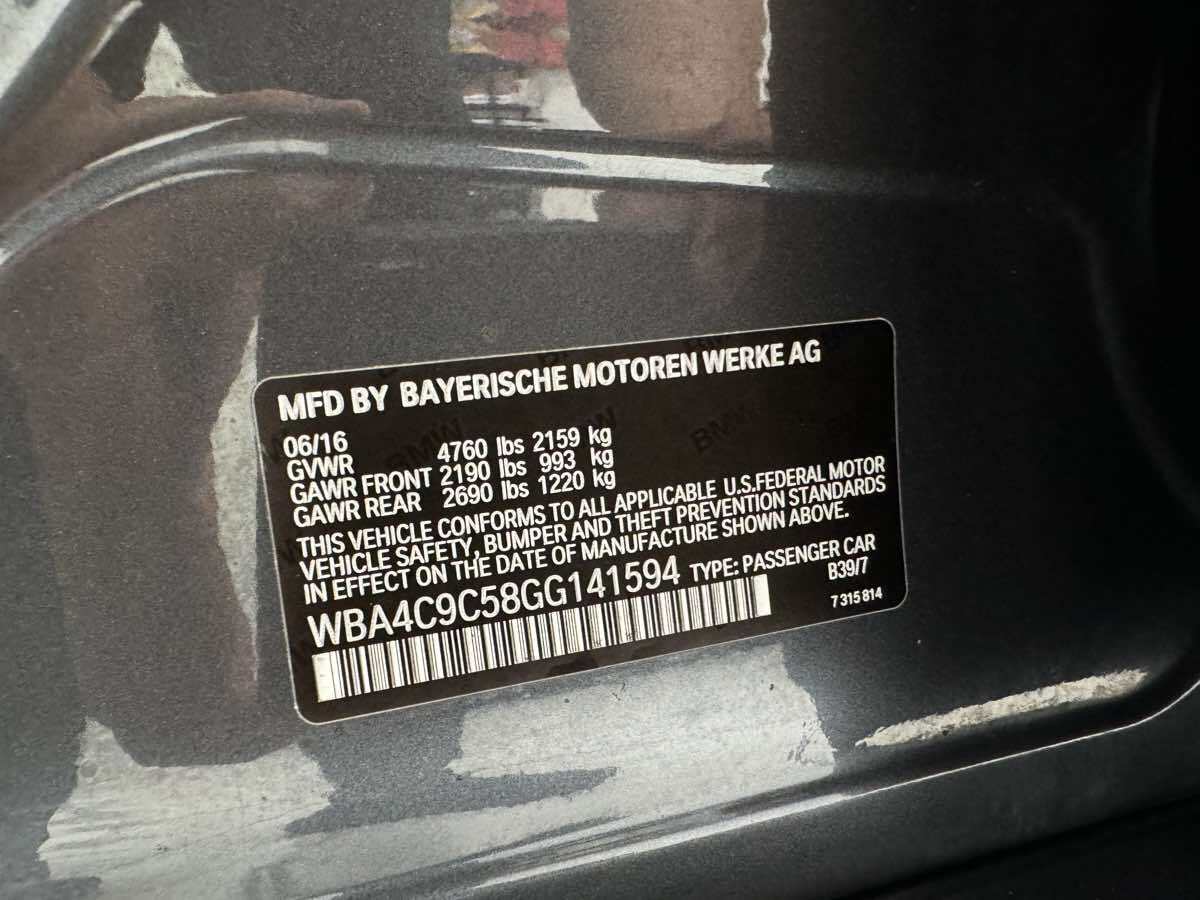 MFD BY BAYERISCHE MOTOREN WERKE AG
06/16
GVWR 4760 lbs 2159 kg
GAWR FRONT 2190 lbs 993 kg
GAWR REAR 2690 lbs 1220 kg
THIS VEHICLE CONFORMS TO ALL APPLICABLE U.S.FEDERAL MOTOR
VEHICLE SAFETY, BUMPER AND THEFT PREVENTION STANDARDS
IN EFFECT ON THE DATE OF MANUFACTURE SHOWN ABOVE.
WBA4C9C58GG141594 TYPE: PASSENGER CAR
B39/7
7 315 814